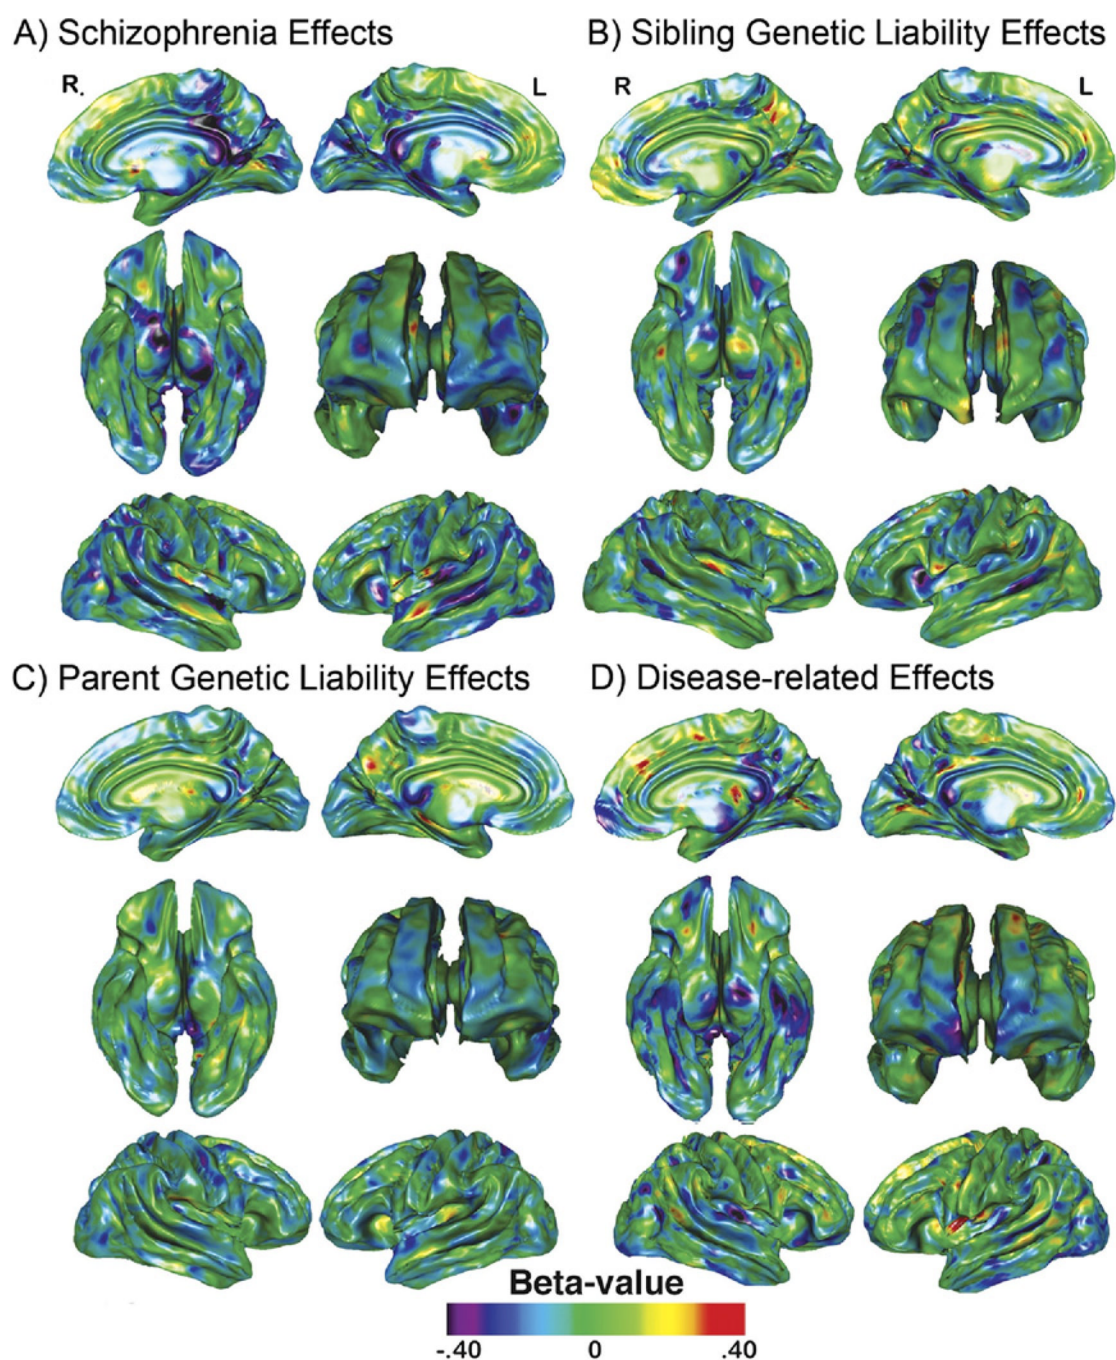 A) Schizophrenia Effects
B) Sibling Genetic Liability Effects
R.
L
R
L
C) Parent Genetic Liability Effects
D) Disease-related Effects
Beta-value
-.40
0
.40